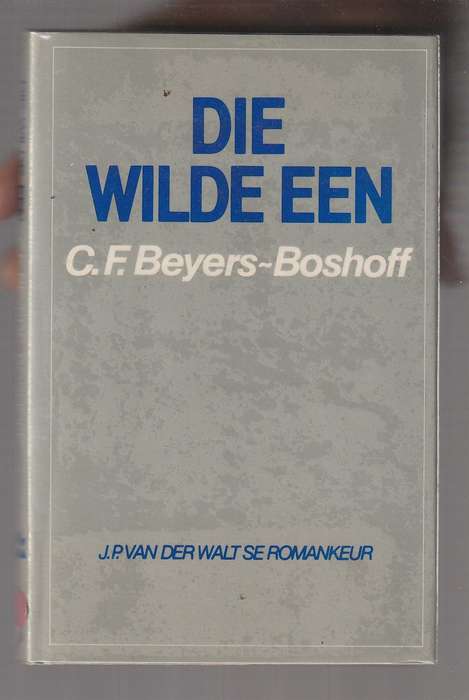 DIE
WILDE EEN
C.F. Beyers~Boshoff
J.P. VAN DER WALT SE ROMANKEUR